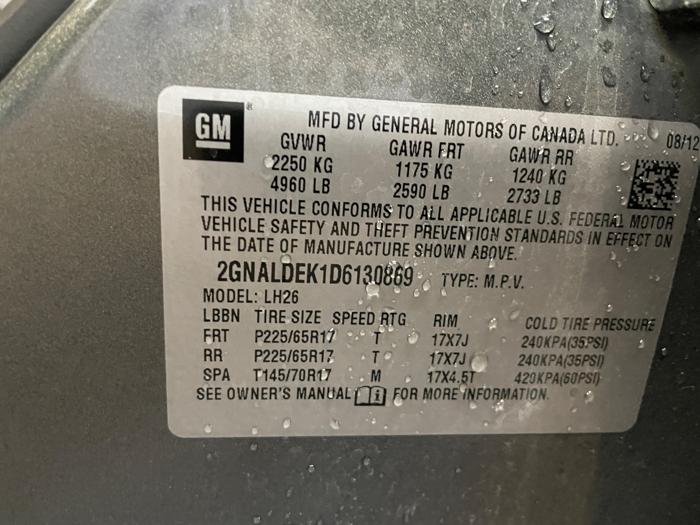 GM
MFD BY GENERAL MOTORS OF CANADA LTD. 08/12
GVWR GAWR FRT GAWR RR
2250 KG 1175 KG 1240 KG
4960 LB 2590 LB 2733 LB
THIS VEHICLE CONFORMS TO ALL APPLICABLE U.S. FEDERAL MOTOR
VEHICLE SAFETY AND THEFT PREVENTION STANDARDS IN EFFECT ON
THE DATE OF MANUFACTURE SHOWN ABOVE.
2GNALDEK1D6130869 TYPE: M.P.V.
MODEL: LH26
LBBN TIRE SIZE SPEED RTG RIM COLD TIRE PRESSURE
FRT P225/65R17 T 17X7J 240KPA(35PSI)
RR P225/65R17 T 17X7J 240KPA(35PSI)
SPA T145/70R17 M 17X4.5T 420KPA(60PSI)
SEE OWNER'S MANUAL i FOR MORE INFORMATION.